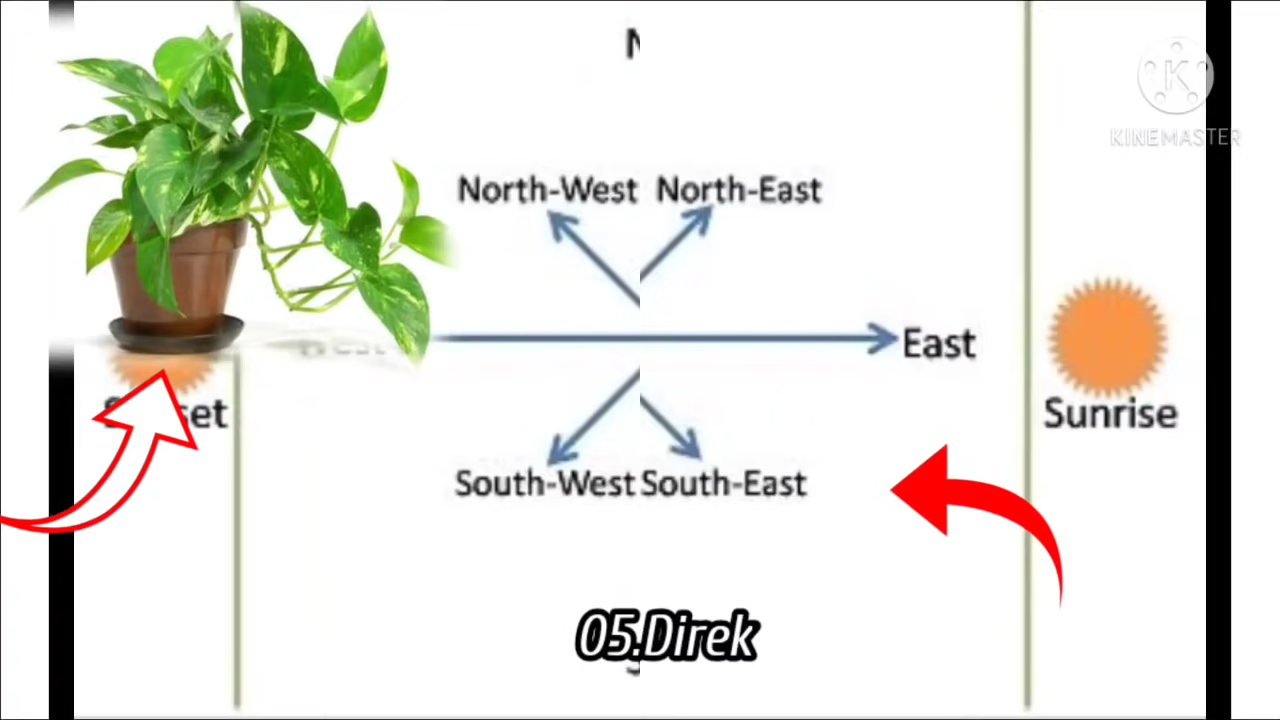 N
KINEMASTER
North-West North-East
East
Sunrise
South-West South-East
05.Direk